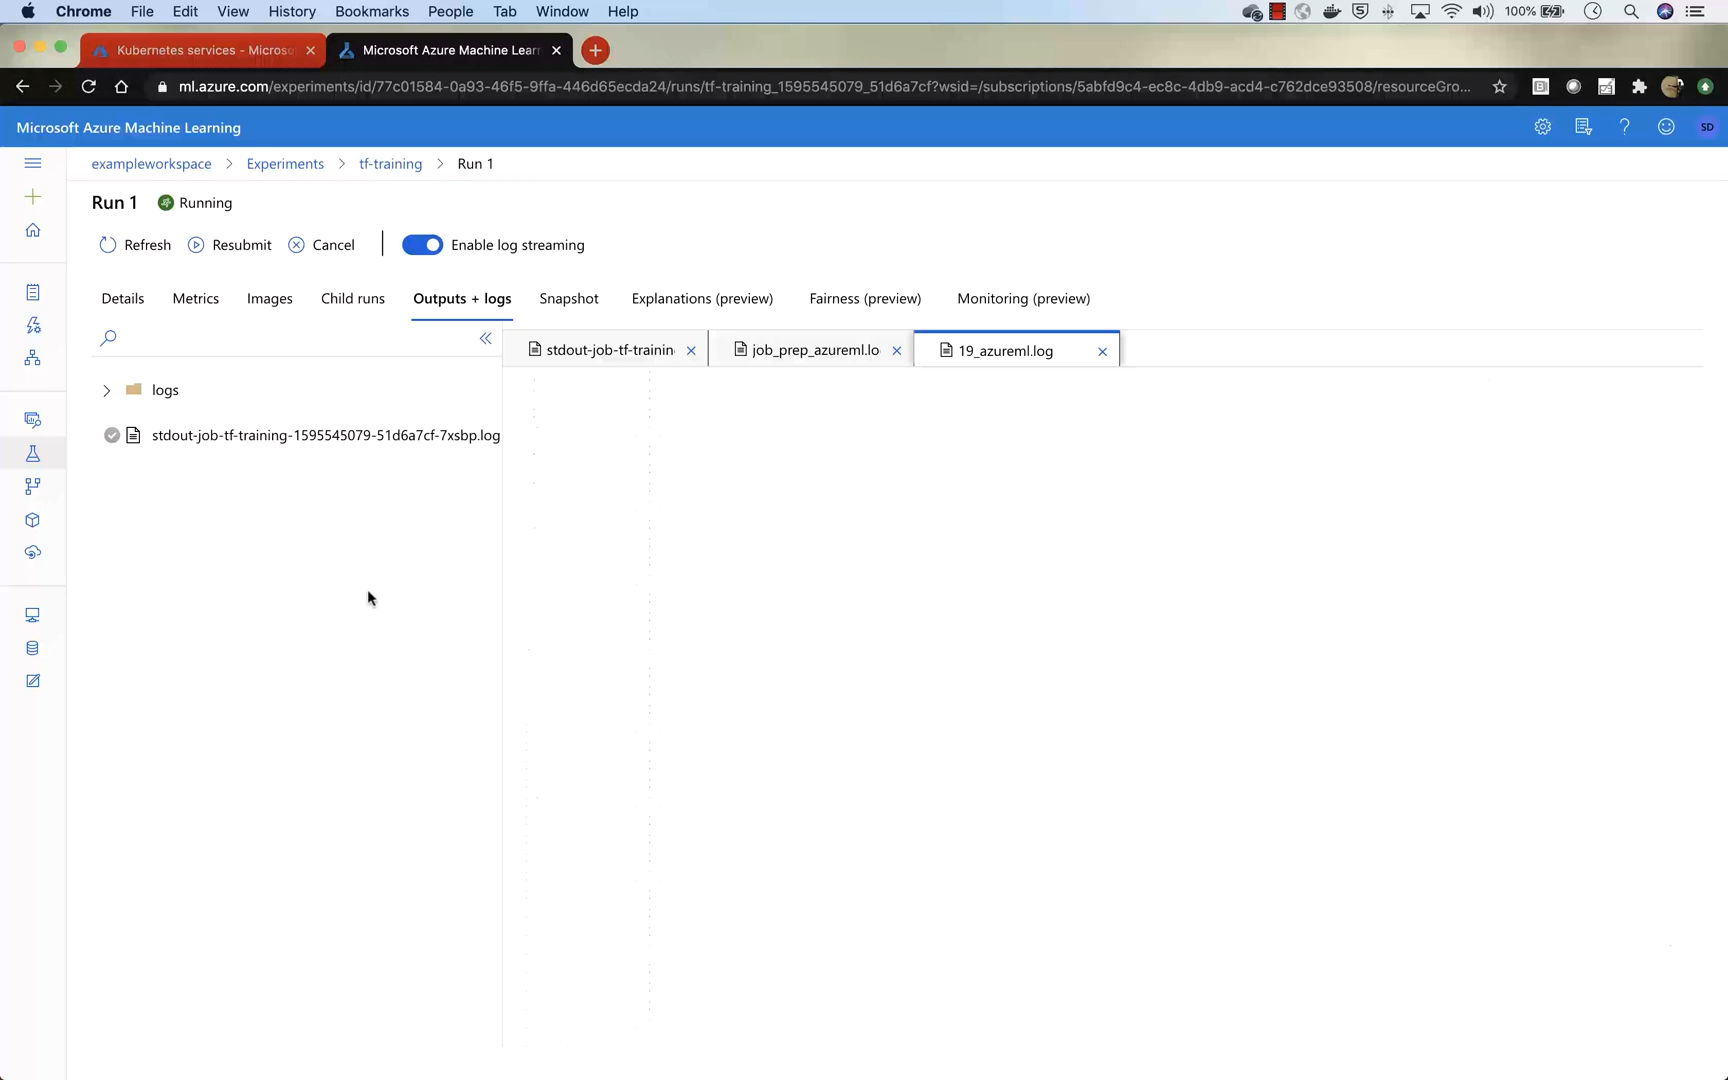 Chrome File Edit View History Bookmarks People Tab Window Help 100%
Kubernetes services - Microso
Microsoft Azure Machine Lear
ml.azure.com/experiments/id/77c01584-0a93-46f5-9ffa-446d65ecda24/runs/tf-training_1595545079_51d6a7cf?wsid=/subscriptions/5abfd9c4-ec8c-4db9-acd4-c762dce93508/resourceGro...
Microsoft Azure Machine Learning
SD
exampleworkspace > Experiments > tf-training > Run 1
Run 1 Running
Refresh Resubmit Cancel Enable log streaming
Details Metrics Images Child runs Outputs + logs Snapshot Explanations (preview) Fairness (preview) Monitoring (preview)
stdout-job-tf-trainin job_prep_azureml.lo 19_azureml.log
logs
stdout-job-tf-training-1595545079-51d6a7cf-7xsbp.log